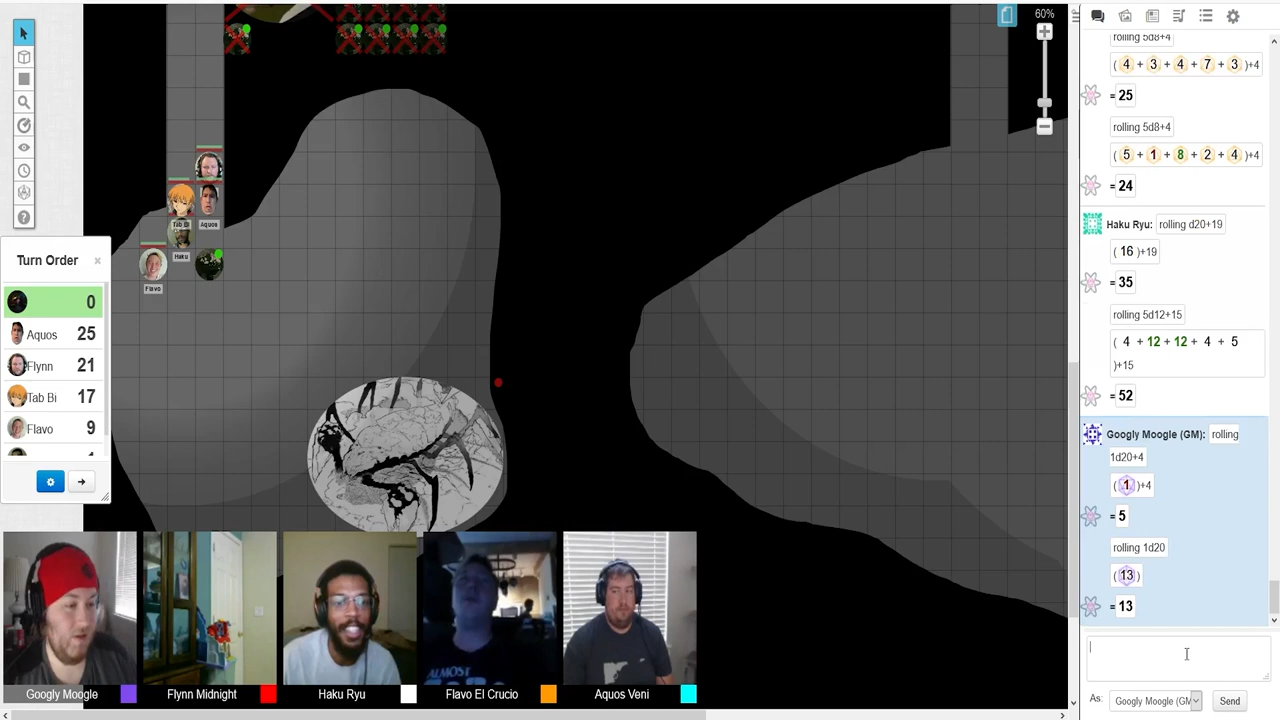 60%
rolling 5d8+4
( 4 + 3 + 4 + 7 + 3 )+4
= 25
rolling 5d8+4
( 5 + 1 + 8 + 2 + 4 )+4
= 24
Haku Ryu: rolling d20+19
( 16 )+19
= 35
rolling 5d12+15
( 4 + 12 + 12 + 4 + 5
)+15
= 52
Googly Moogle (GM): rolling
1d20+4
( 1 )+4
= 5
rolling 1d20
( 13 )
= 13
As: Googly Moogle (GM Send
Tab Bi Aquos
Haku
Flavo
Turn Order ×
0
Aquos 25
Flynn 21
Tab Bi 17
Flavo 9
ALMOST
Googly Moogle
Flynn Midnight
Haku Ryu
Flavo El Crucio
Aquos Veni